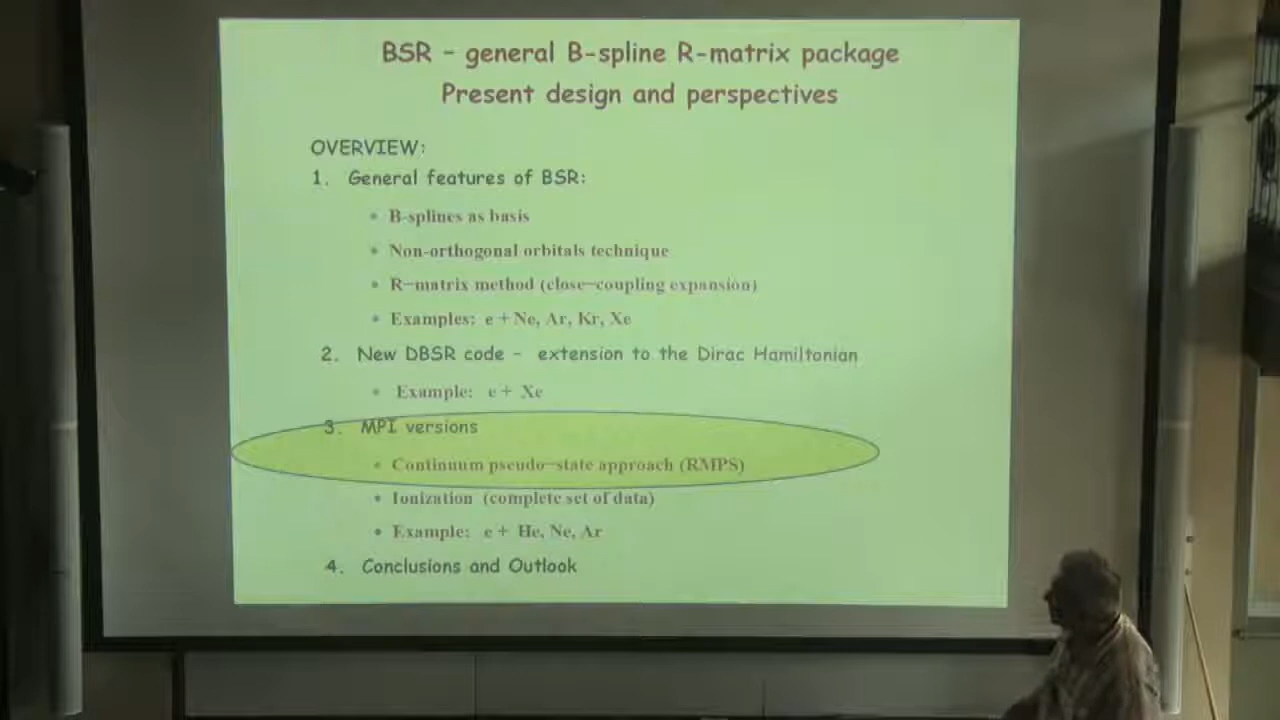 BSR - general B-spline R-matrix package
Present design and perspectives
OVERVIEW:
1. General features of BSR:
• B-splines as basis
• Non-orthogonal orbitals technique
• R-matrix method (close-coupling expansion)
• Examples: e + Ne, Ar, Kr, Xe
2. New DBSR code - extension to the Dirac Hamiltonian
• Example: e + Xe
3. MPI versions
• Continuum pseudo-state approach (RMPS)
• Ionization (complete set of data)
• Example: e + He, Ne, Ar
4. Conclusions and Outlook